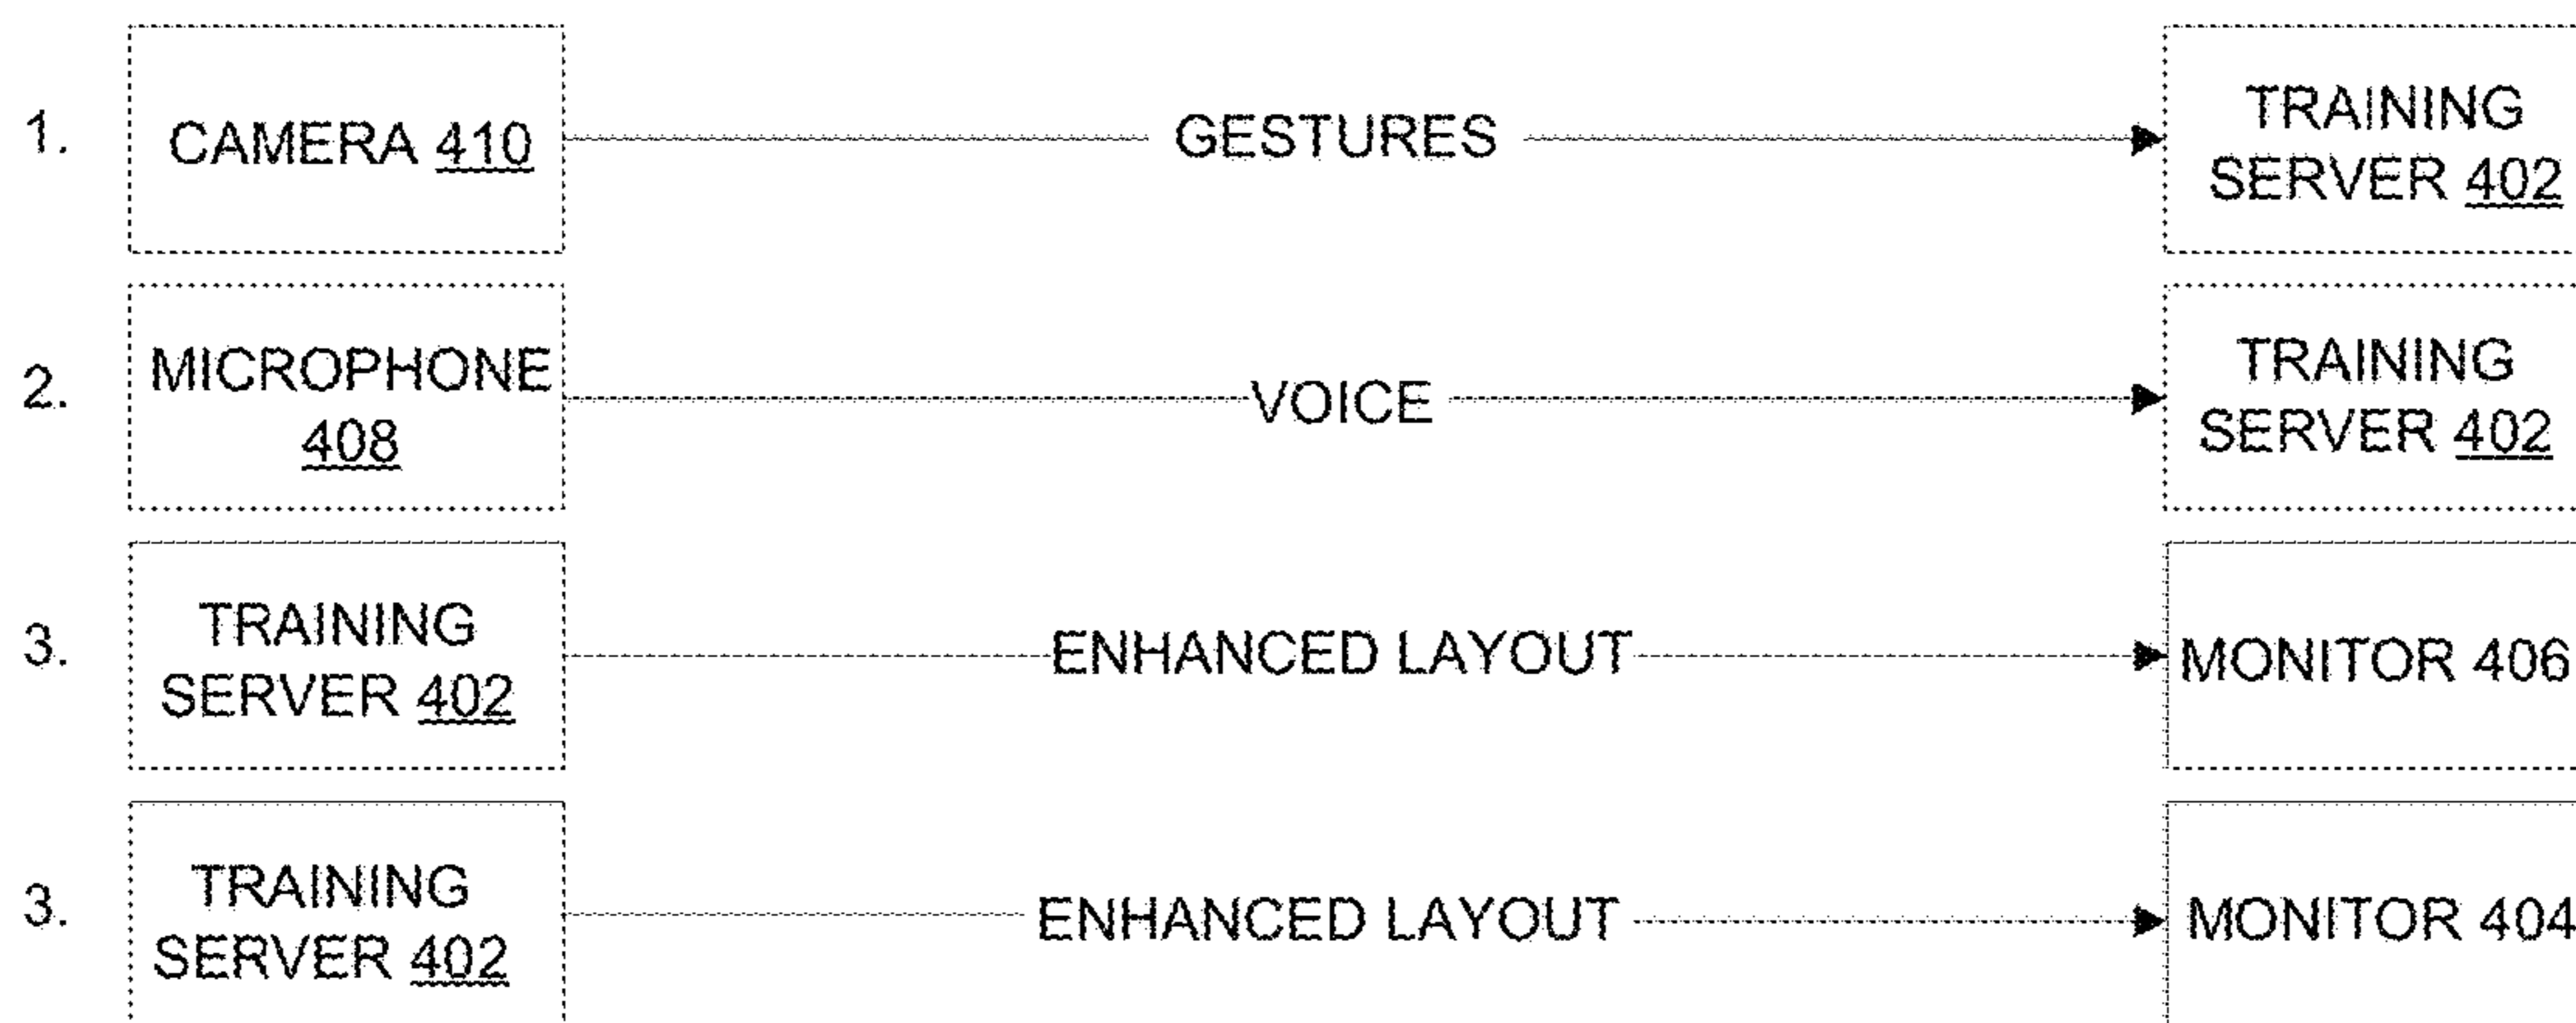 1. CAMERA 410 GESTURES TRAINING
SERVER 402
2. MICROPHONE
408 VOICE TRAINING
SERVER 402
3. TRAINING
SERVER 402 ENHANCED LAYOUT MONITOR 406
3. TRAINING
SERVER 402 ENHANCED LAYOUT MONITOR 404